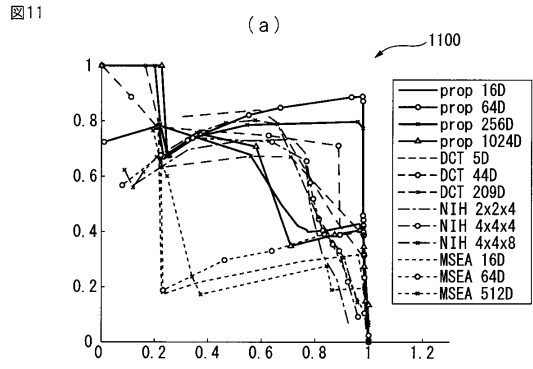 図11
(a)
1100
1
0.8
0.6
0.4
0.2
0
0 0.2 0.4 0.6 0.8 1 1.2
prop 16D
prop 64D
prop 256D
prop 1024D
DCT 5D
DCT 44D
DCT 209D
NIH 2x2x4
NIH 4x4x4
NIH 4x4x8
MSEA 16D
MSEA 64D
MSEA 512D